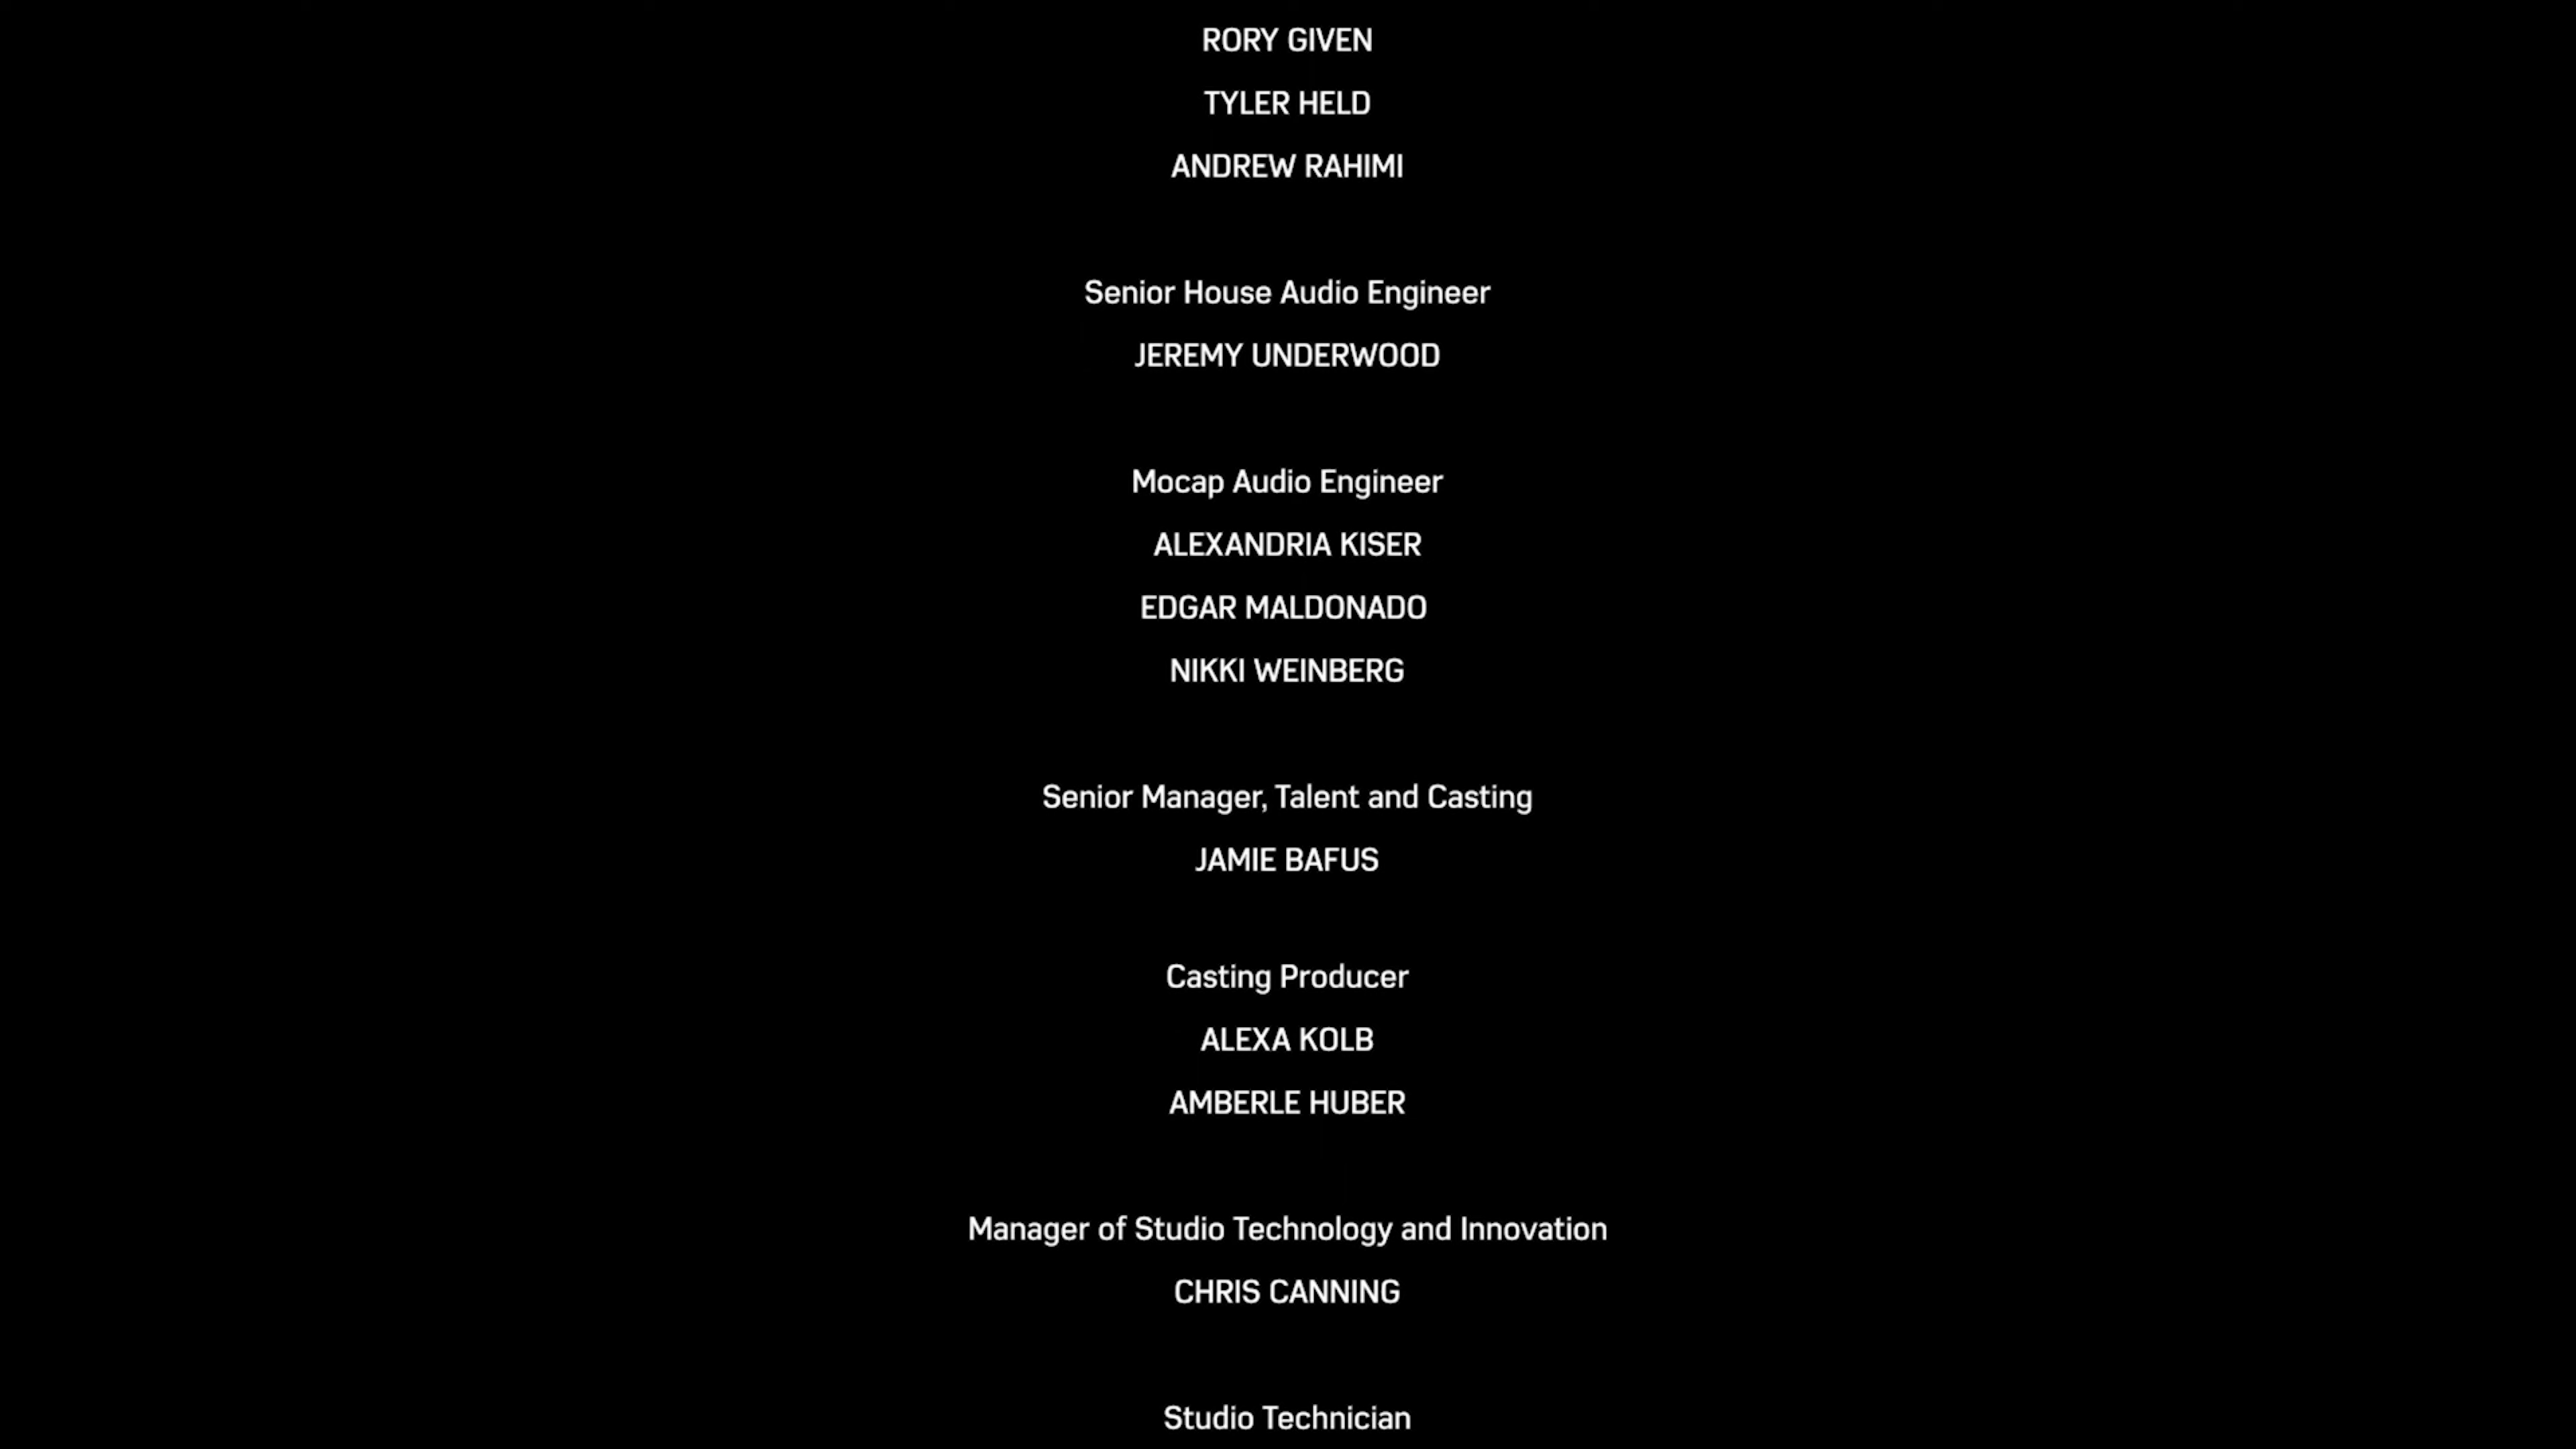 RORY GIVEN
TYLER HELD
ANDREW RAHIMI
Senior House Audio Engineer
JEREMY UNDERWOOD
Mocap Audio Engineer
ALEXANDRIA KISER
EDGAR MALDONADO
NIKKI WEINBERG
Senior Manager, Talent and Casting
JAMIE BAFUS
Casting Producer
ALEXA KOLB
AMBERLE HUBER
Manager of Studio Technology and Innovation
CHRIS CANNING
Studio Technician